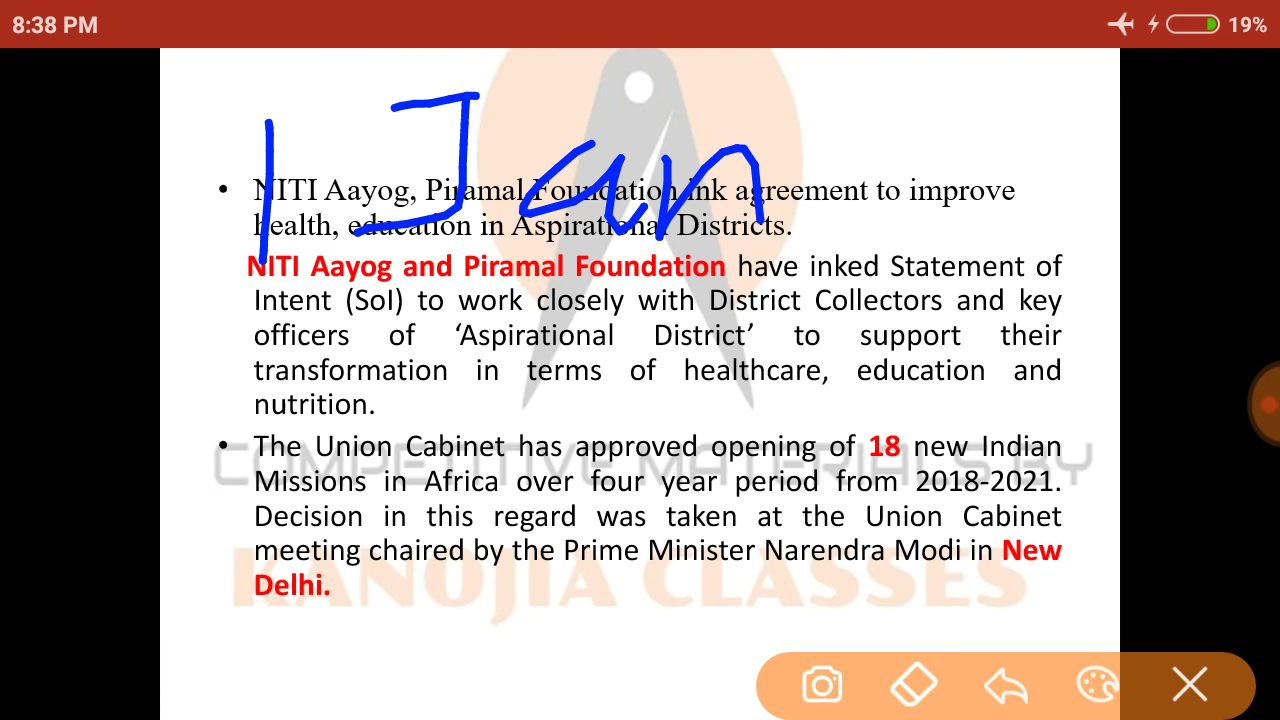 8:38 PM
19%
1 Jan
• NITI Aayog, Piramal Foundation ink agreement to improve
health, education in Aspirational Districts.
NITI Aayog and Piramal Foundation have inked Statement of
Intent (SoI) to work closely with District Collectors and key
officers of ‘Aspirational District’ to support their
transformation in terms of healthcare, education and
nutrition.
• The Union Cabinet has approved opening of 18 new Indian
Missions in Africa over four year period from 2018-2021.
Decision in this regard was taken at the Union Cabinet
meeting chaired by the Prime Minister Narendra Modi in New
Delhi.
COMPETITIVE MATERIALS BY
KANOJIA CLASSES